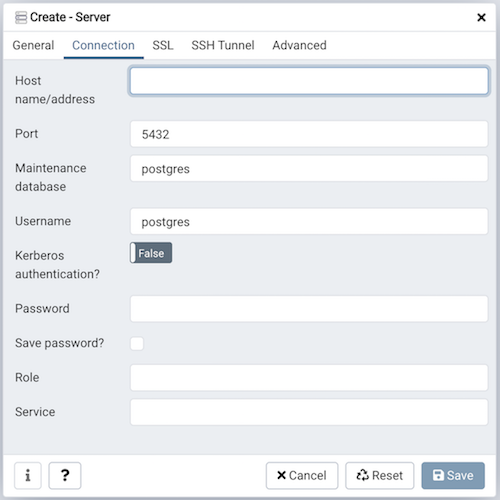 Create - Server
General Connection SSL SSH Tunnel Advanced
Host
name/address
Port 5432
Maintenance
database
postgres
Username postgres
Kerberos
authentication?
False
Password
Save password?
Role
Service
i ? Cancel Reset Save